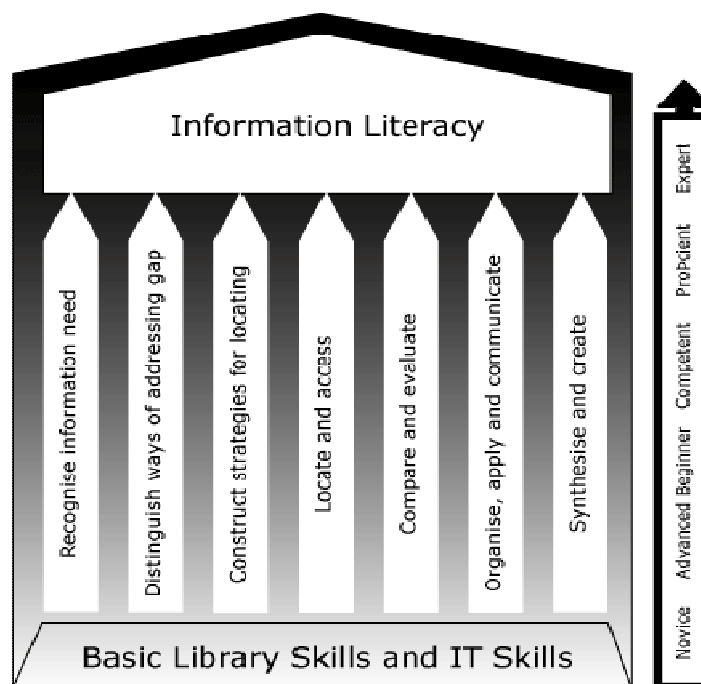 Information Literacy
Recognise information need
Distinguish ways of addressing gap
Construct strategies for locating
Locate and access
Compare and evaluate
Organise, apply and communicate
Synthesise and create
Basic Library Skills and IT Skills
Novice Advanced Beginner Competent ProPcient Expert